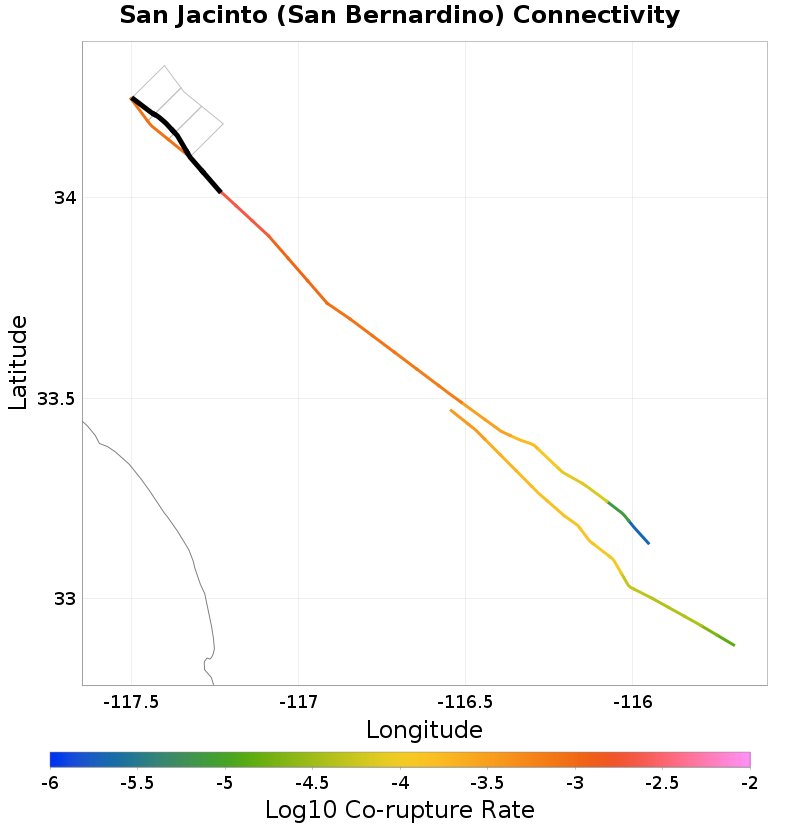 San Jacinto (San Bernardino) Connectivity
Latitude
34
33.5
33
-117.5 -117 -116.5 -116
Longitude
-6 -5.5 -5 -4.5 -4 -3.5 -3 -2.5 -2
Log10 Co-rupture Rate